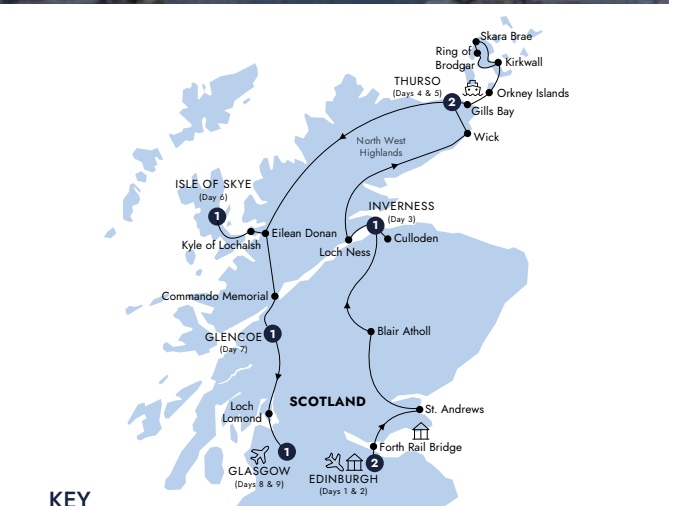 Skara Brae
Ring of
Brodgar
Kirkwall
THURSO
(Days 4 & 5)
Orkney Islands
2
Gills Bay
Wick
North West
Highlands
ISLE OF SKYE
(Day 6)
1
INVERNESS
(Day 3)
1
Kyle of Lochalsh
Eilean Donan
Culloden
Loch Ness
Commando Memorial
GLENCOE
1
(Day 7)
Blair Atholl
SCOTLAND
Loch
Lomond
St. Andrews
Forth Rail Bridge
1
GLASGOW
(Days 8 & 9)
2
EDINBURGH
(Days 1 & 2)
KEY